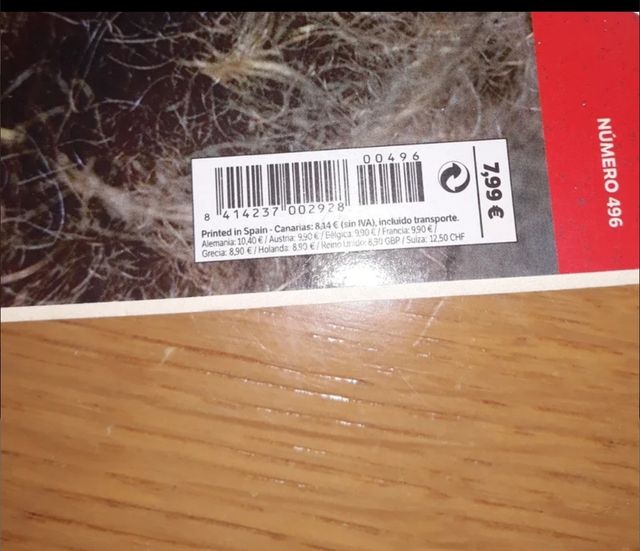 00496
8 414237 002928
7,99 €
Printed in Spain - Canarias: 8,14 € (sin IVA), incluido transporte.
Alemania: 10,40 € / Austria: 9,90 € / Bélgica: 9,90 € / Francia: 9,90 € /
Grecia: 8,90 € / Holanda: 8,90 € / Reino Unido: 8,90 GBP / Suiza: 12,50 CHF
NÚMERO 496